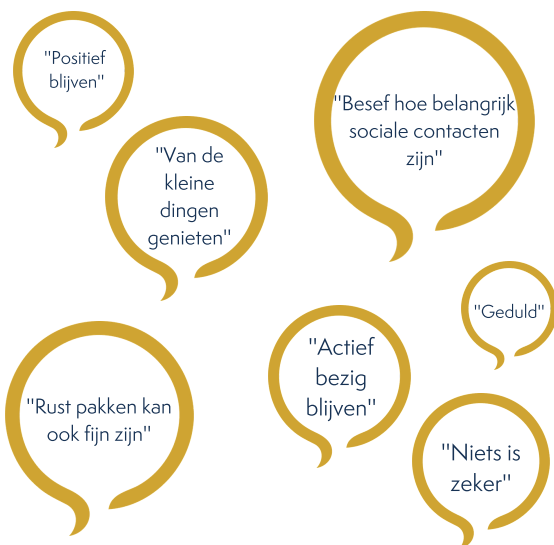 "Positief
blijven"
"Besef hoe belangrijk
sociale contacten
zijn"
"Van de
kleine
dingen
genieten"
"Geduld"
"Actief
bezig
blijven"
"Rust pakken kan
ook fijn zijn"
"Niets is
zeker"